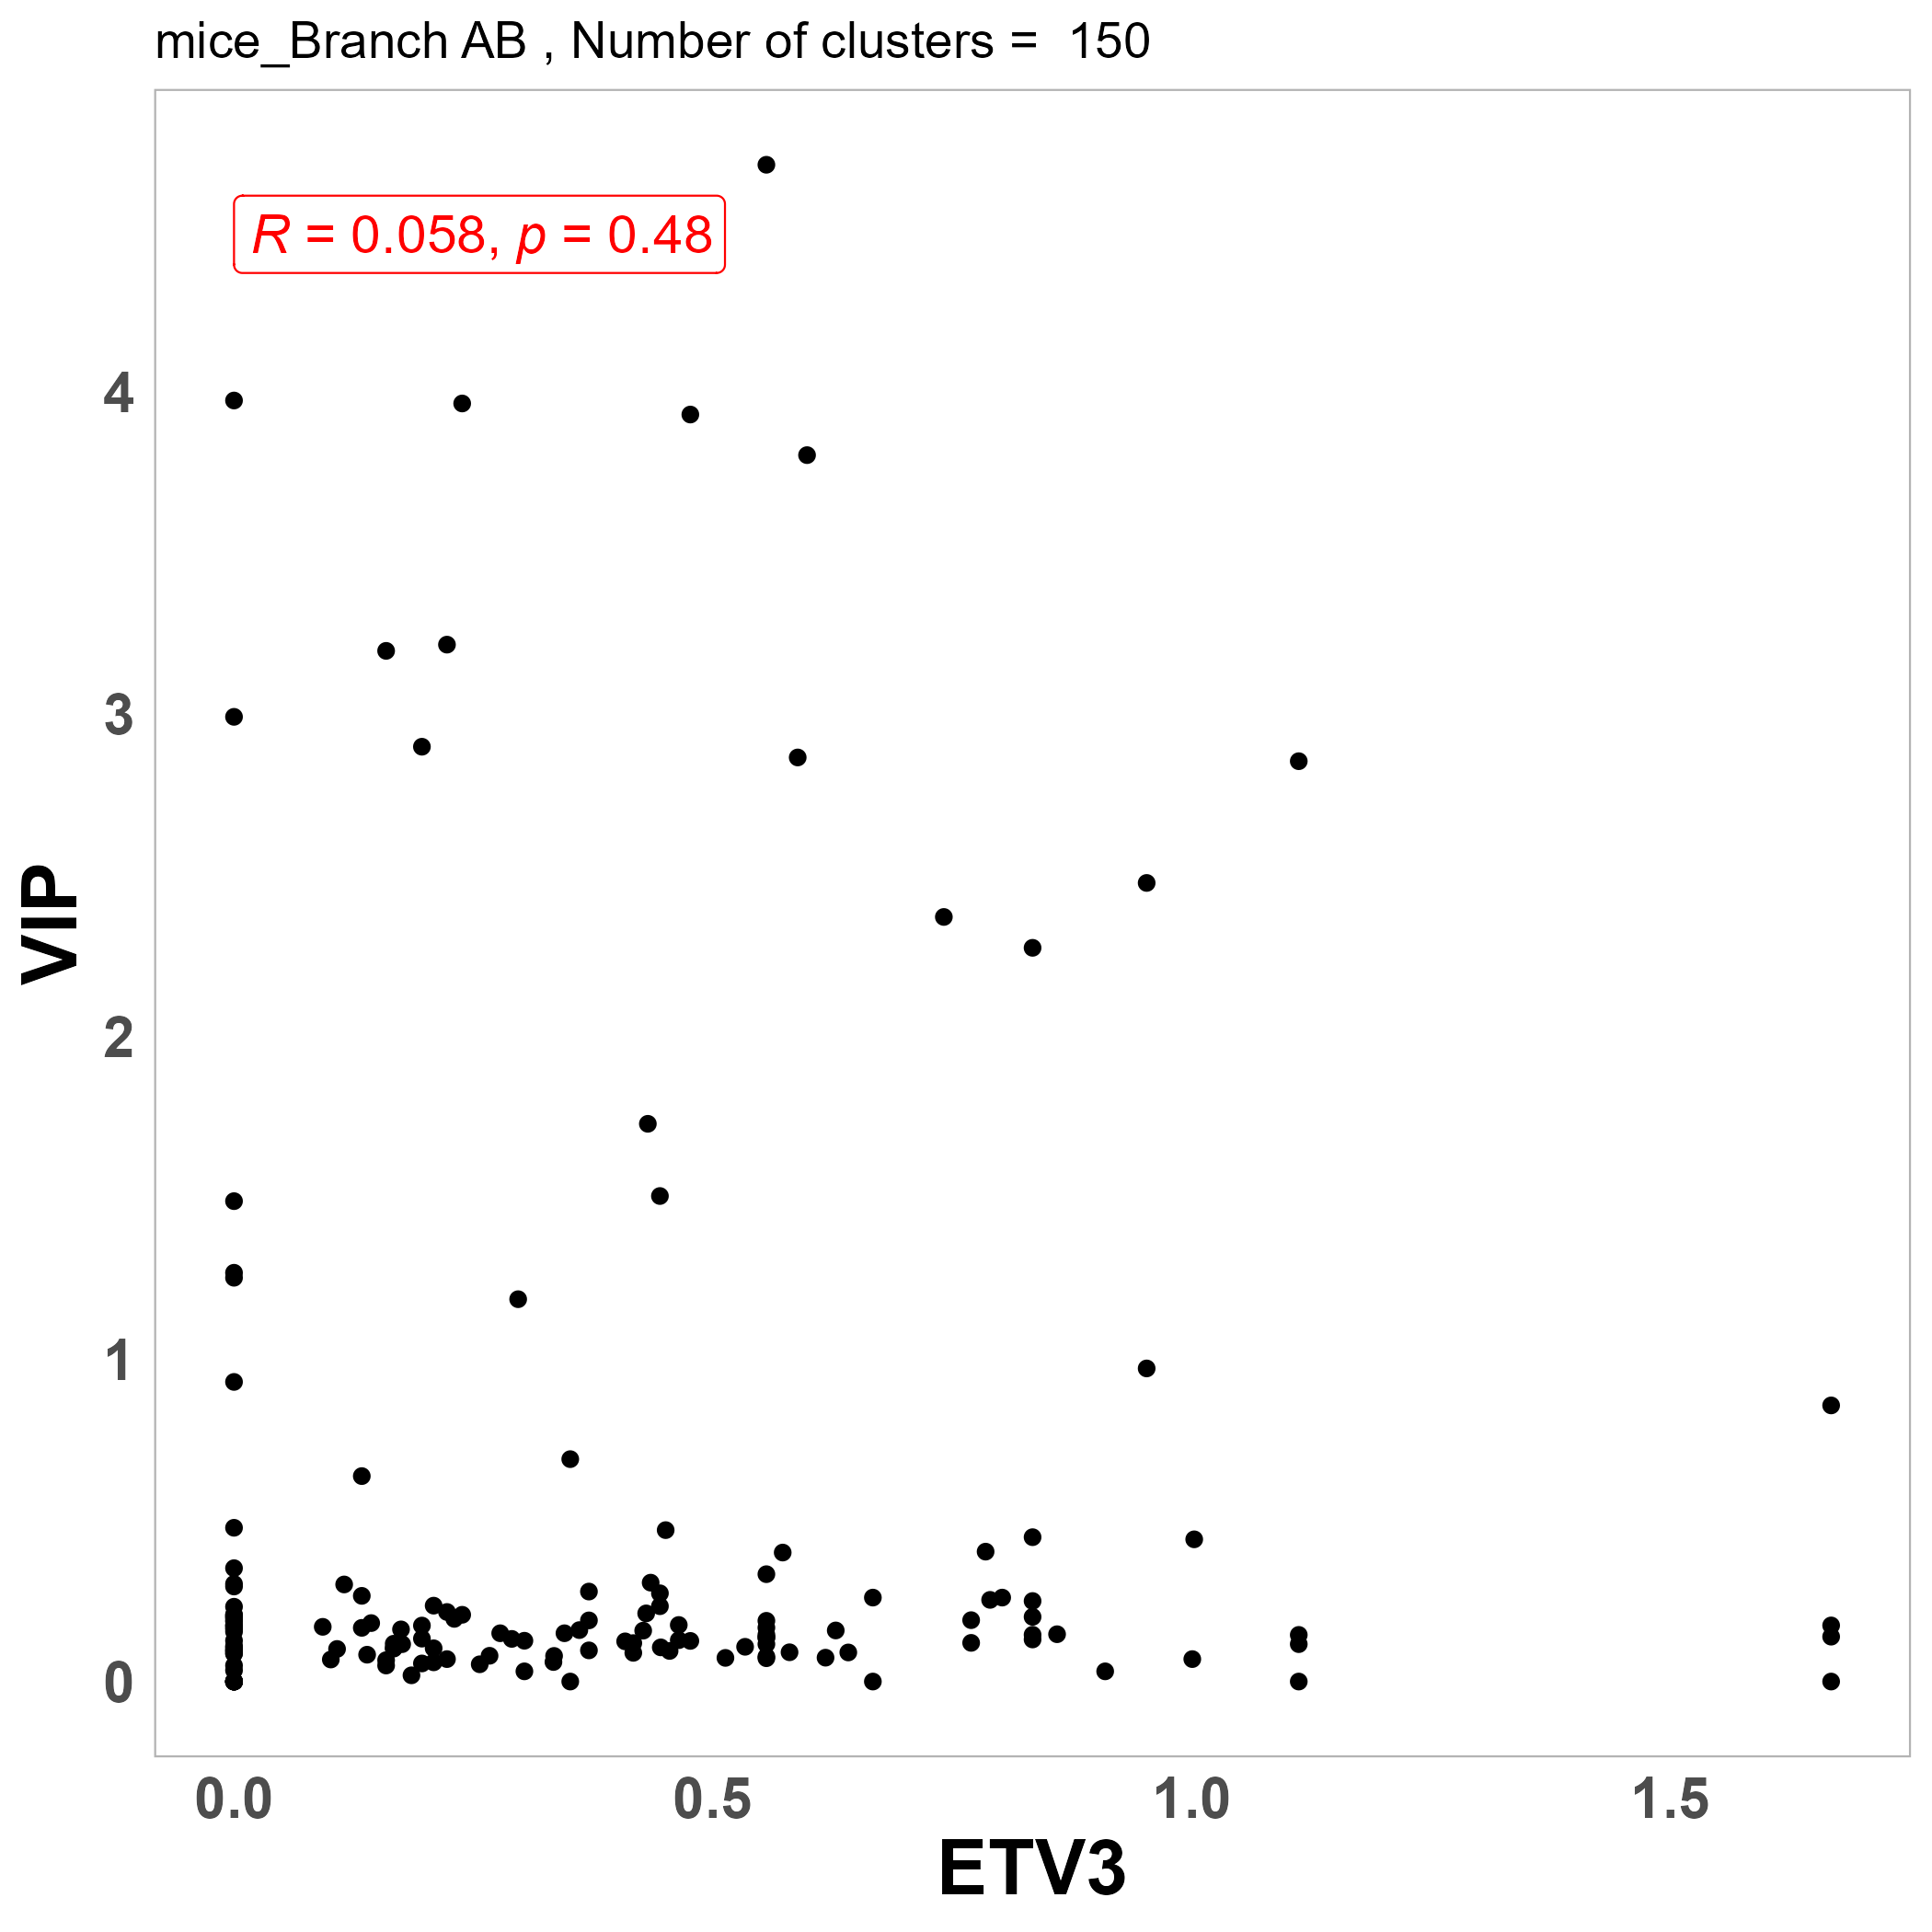 mice_Branch AB , Number of clusters =  150
R = 0.058, p = 0.48
4
3
2
1
0
VIP
0.0 0.5 1.0 1.5
ETV3